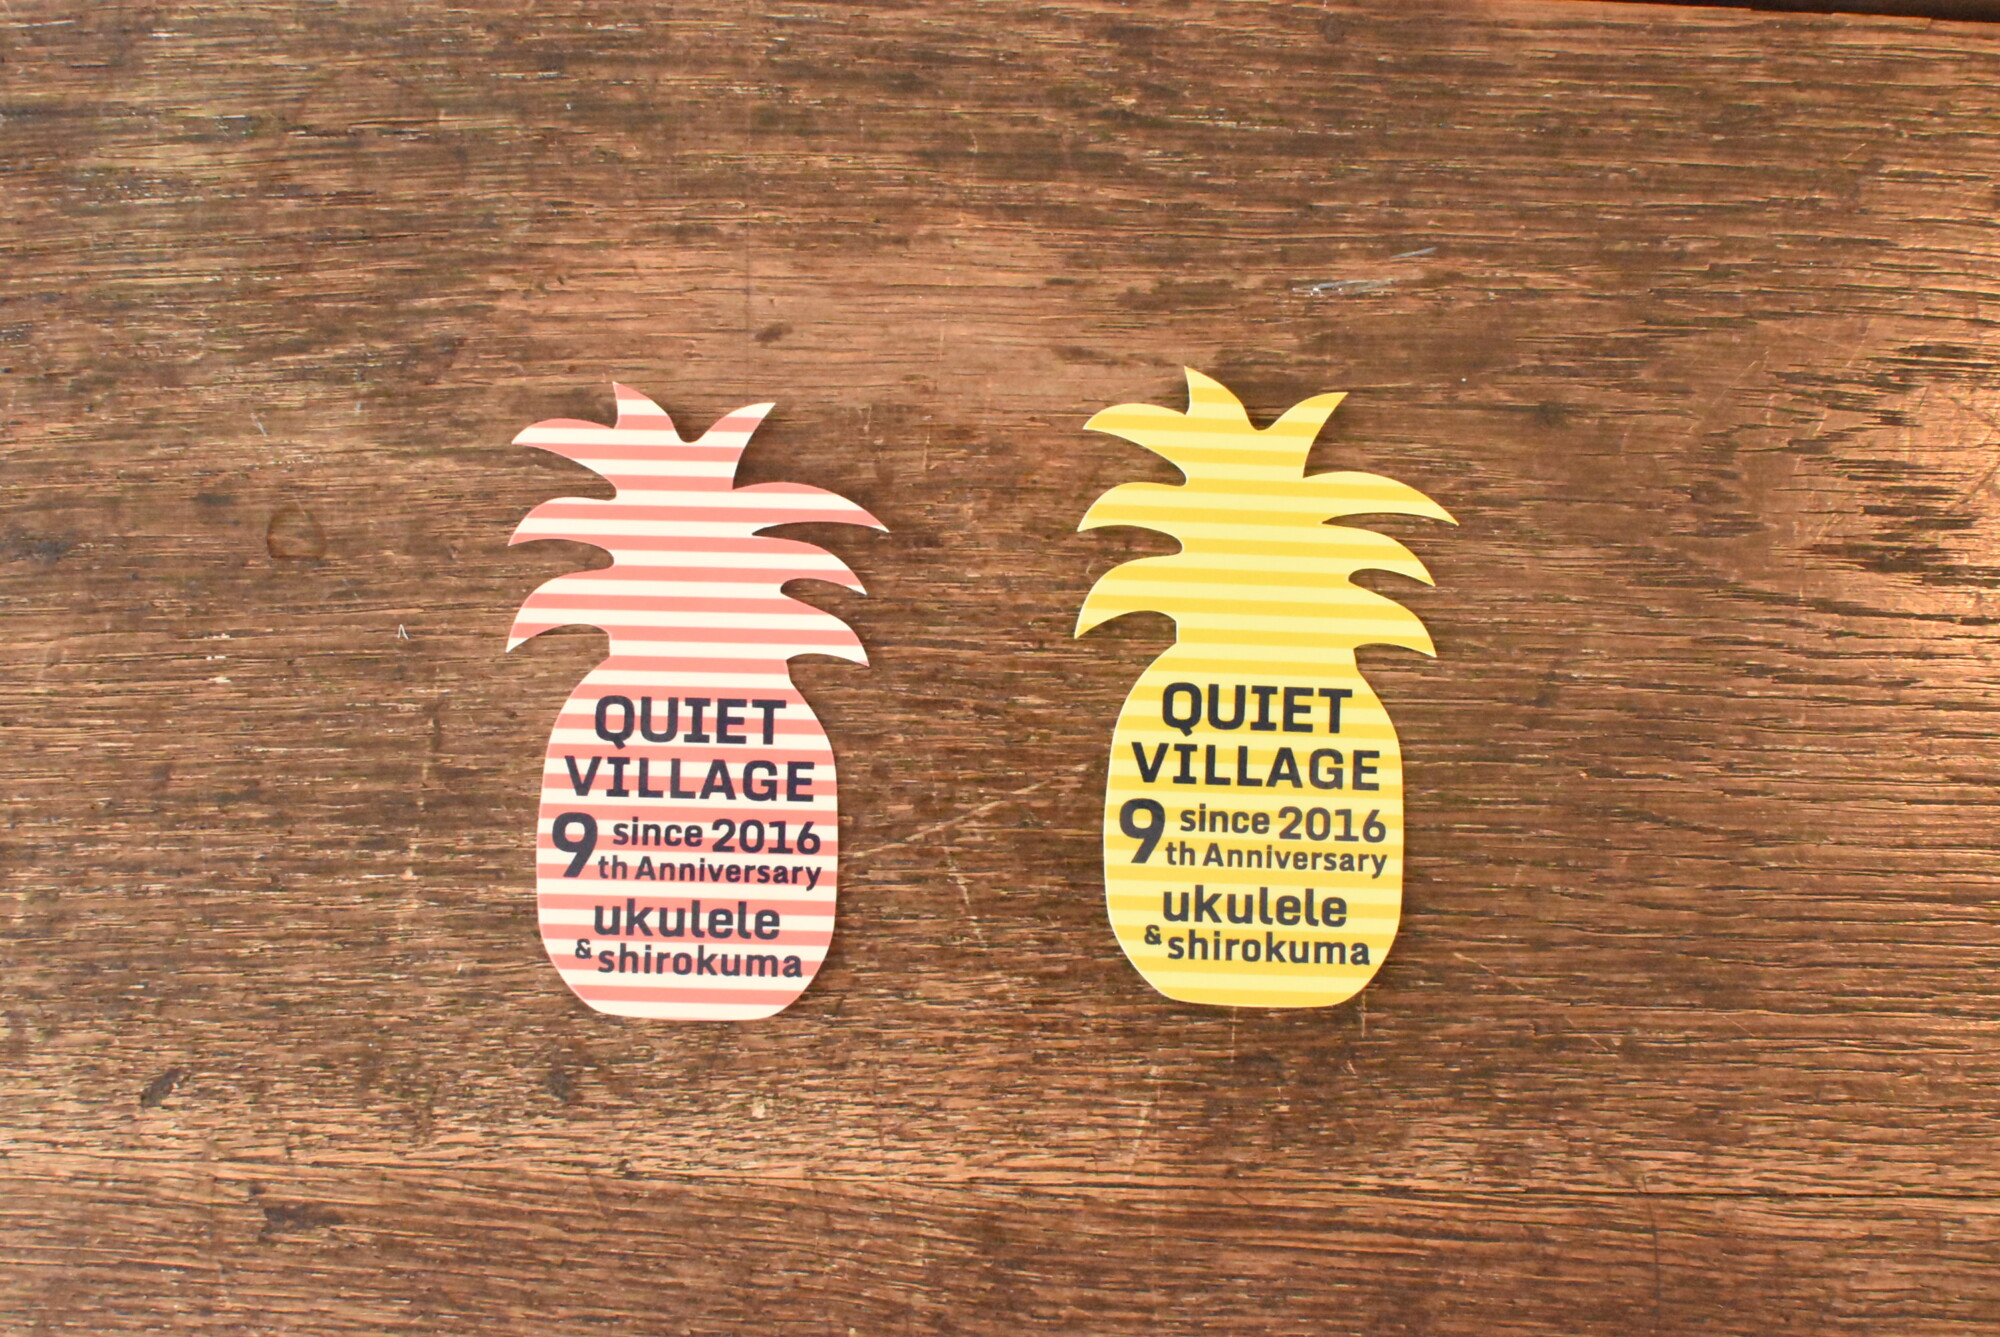 QUIET
VILLAGE
9 since 2016
th Anniversary
ukulele
& shirokuma
QUIET
VILLAGE
9 since 2016
th Anniversary
ukulele
& shirokuma